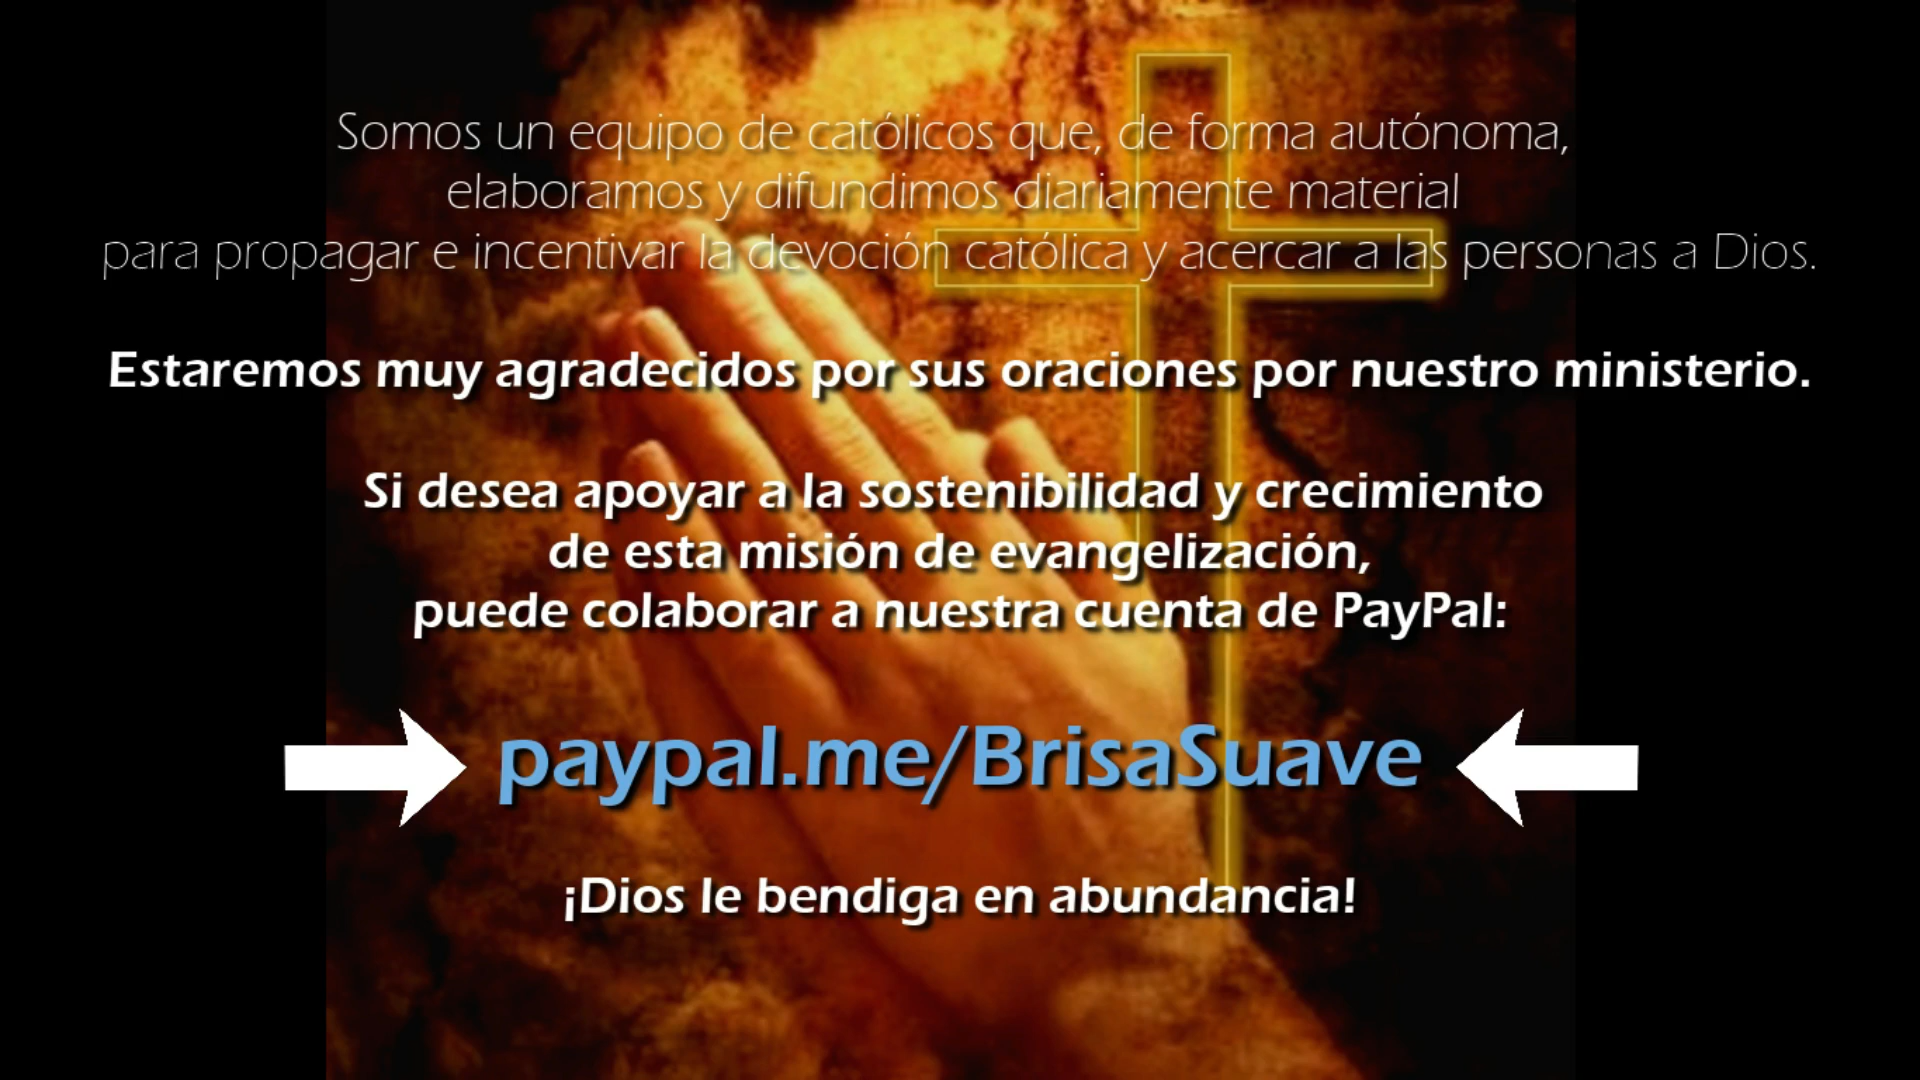 Somos un equipo de católicos que, de forma autónoma,
elaboramos y difundimos diariamente material
para propagar e incentivar la devoción católica y acercar a las personas a Dios.
Estaremos muy agradecidos por sus oraciones por nuestro ministerio.
Si desea apoyar a la sostenibilidad y crecimiento
de esta misión de evangelización,
puede colaborar a nuestra cuenta de PayPal:
paypal.me/BrisaSuave
¡Dios le bendiga en abundancia!